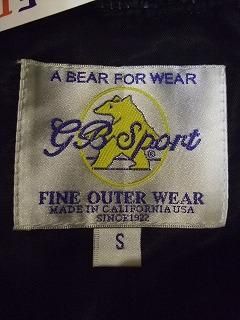 A BEAR FOR WEAR
GB Sport
®
FINE OUTER WEAR
MADE IN CALIFORNIA USA
SINCE 1922
S